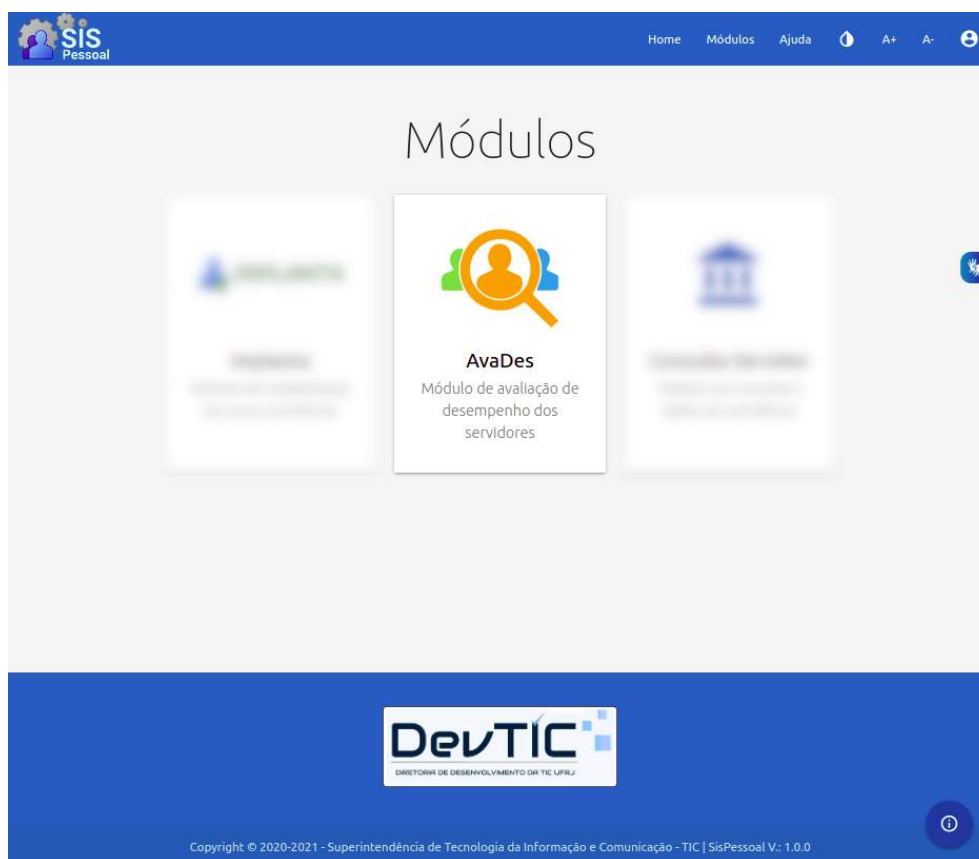 SIS
Pessoal
Home Módulos Ajuda A+ A-
Módulos
AvaDes
Módulo de avaliação de
desempenho dos
servidores
DevTIC
DIRETORIA DE DESENVOLVIMENTO DA TIC UFRJ
Copyright © 2020-2021 - Superintendência de Tecnologia da Informação e Comunicação - TIC | SisPessoal V.: 1.0.0